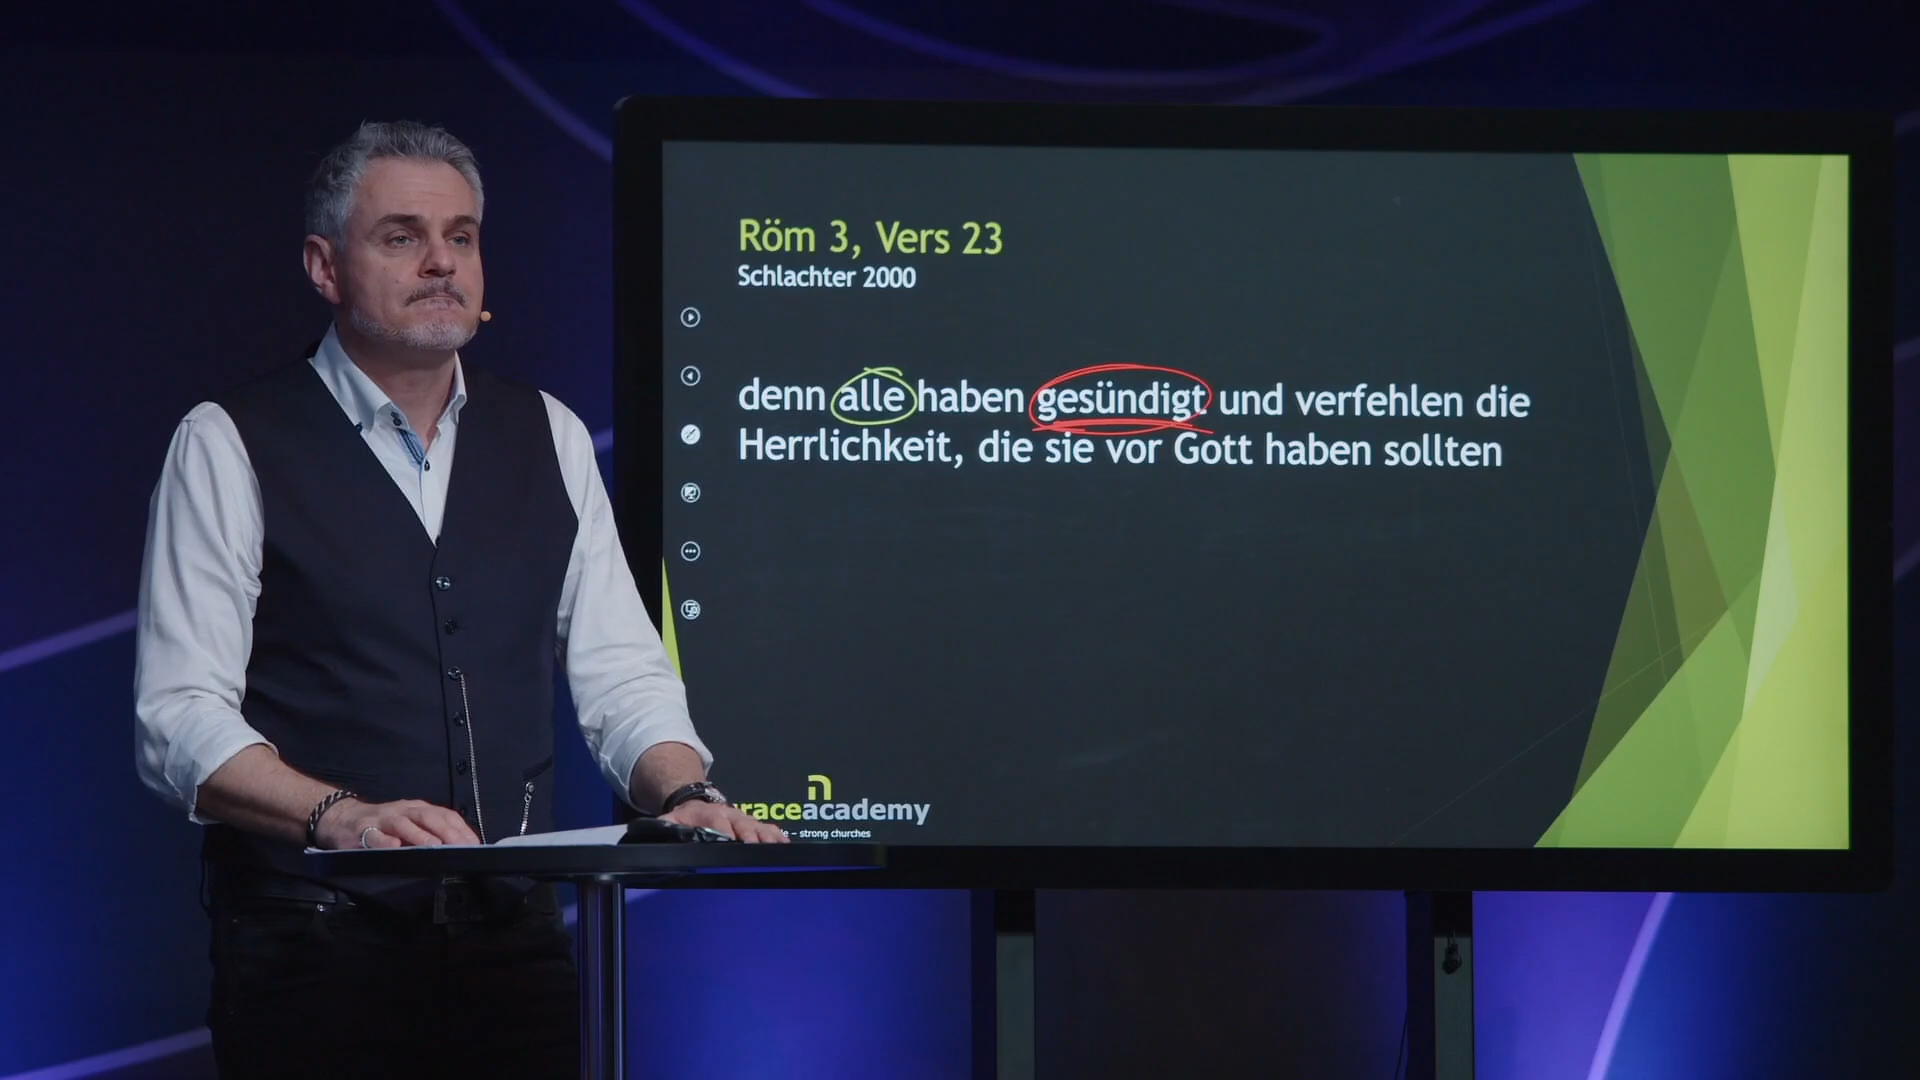 Röm 3, Vers 23
Schlachter 2000
denn alle haben gesündigt und verfehlen die
Herrlichkeit, die sie vor Gott haben sollten
raceacademy
– strong churches